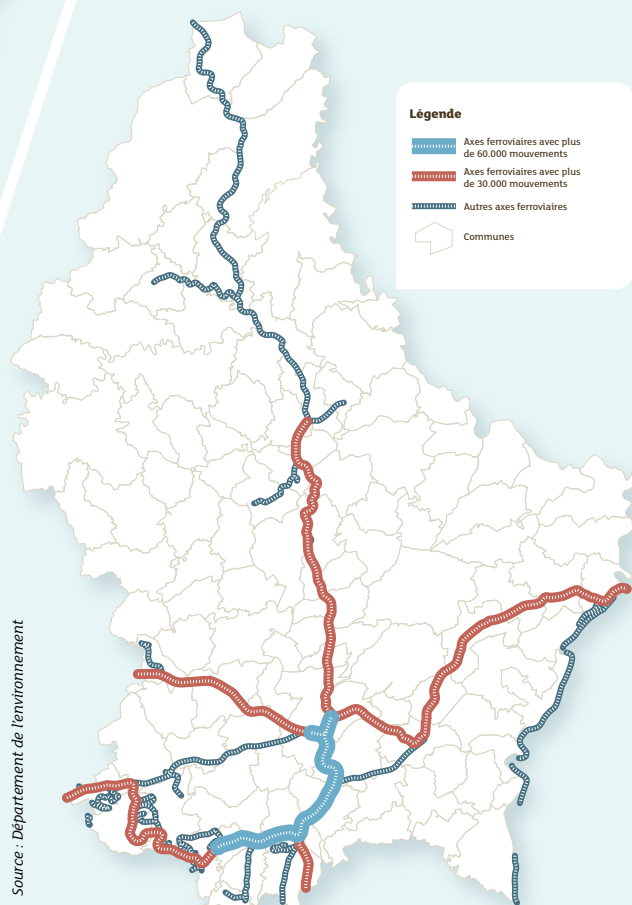 Légende
Axes ferroviaires avec plus
de 60.000 mouvements
Axes ferroviaires avec plus
de 30.000 mouvements
Autres axes ferroviaires
Communes
Source : Département de l'environnement